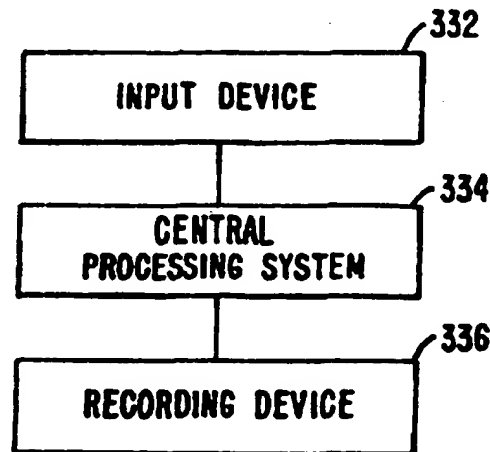 332
INPUT DEVICE
334
CENTRAL
PROCESSING SYSTEM
336
RECORDING DEVICE